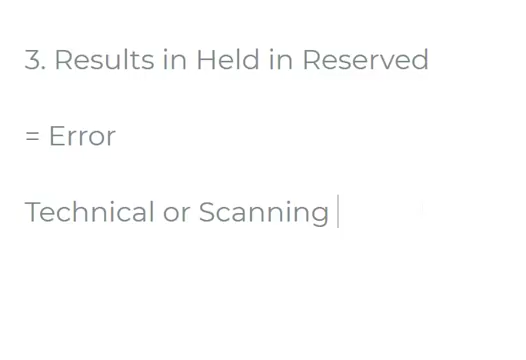 3. Results in Held in Reserved
= Error
Technical or Scanning